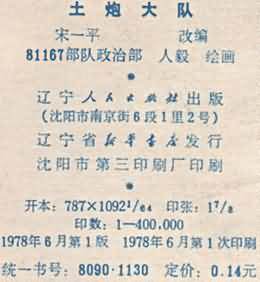 土炮大队
宋一平 改编
81167部队政治部 人毅 绘画
辽宁人民出版社出版
(沈阳市南京街6段1里2号)
辽宁省新华书店发行
沈阳市第三印刷厂印刷
开本:787×1092¹/₆₄ 印张:1⁷/₈
印数:1—400,000
1978年6月第1版 1978年6月第1次印刷
统一书号:8090·1130 定价:0.14元